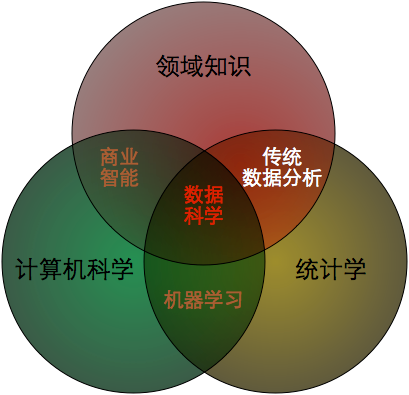 领域知识
商业
智能
传统
数据分析
数据
科学
计算机科学
统计学
机器学习